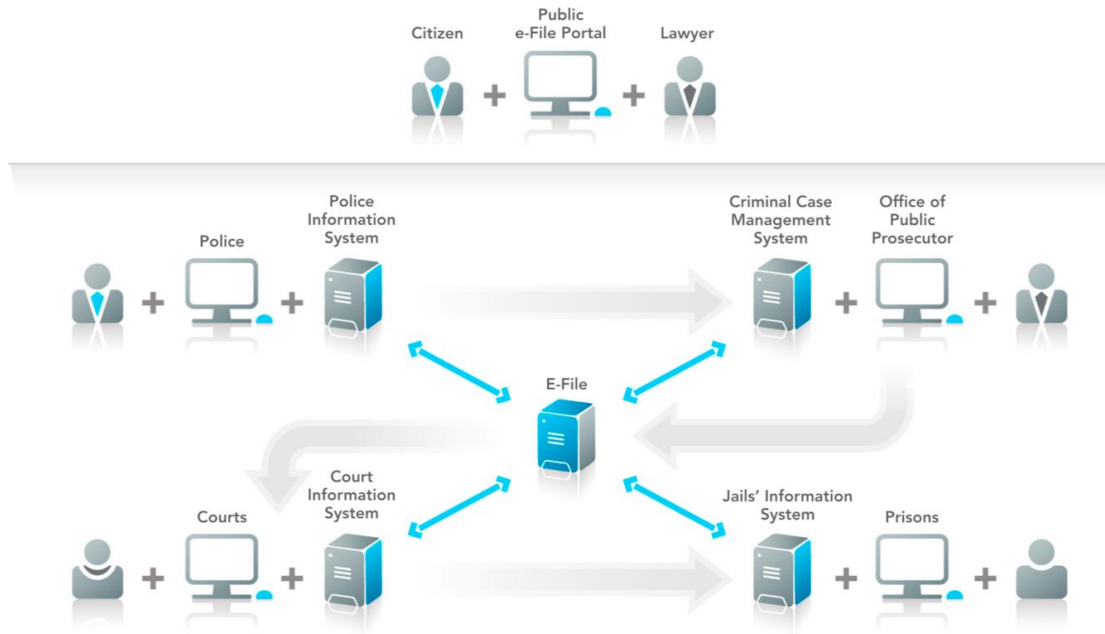 Citizen
Public
e-File Portal
Lawyer
Police
Police
Information
System
Criminal Case
Management
System
Office of
Public
Prosecutor
E-File
Courts
Court
Information
System
Jails' Information
System
Prisons